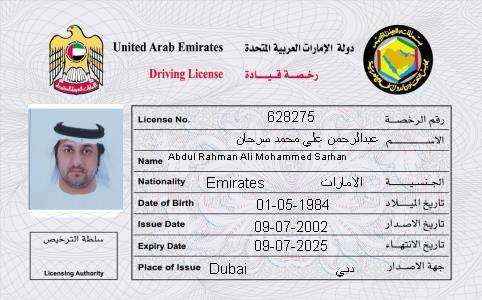 United Arab Emirates دولة الإمارات العربية المتحدة
Driving License رخصة قيادة
License No. 628275 رقم الرخصة
عبدالرحمن علي محمد سرحان الاســم
Name Abdul Rahman Ali Mohammed Sarhan
Nationality Emirates الامارات الجـنسـيـة
Date of Birth 01-05-1984 تاريخ الميـلاد
Issue Date 09-07-2002 تاريخ الاصدار
Expiry Date 09-07-2025 تاريخ الانتهاء
Place of Issue Dubai دبي جهة الاصدار
سلطة الترخيص
Licensing Authority